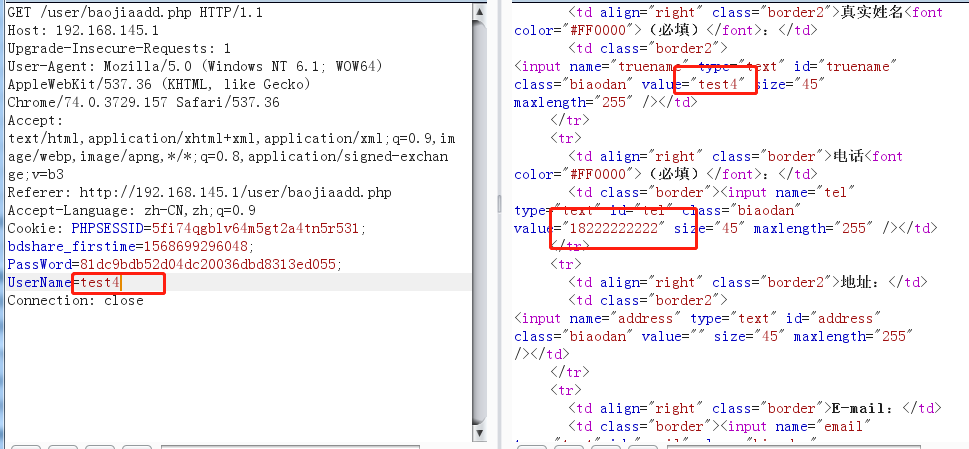 GET /user/baojiaadd.php HTTP/1.1
Host: 192.168.145.1
Upgrade-Insecure-Requests: 1
User-Agent: Mozilla/5.0 (Windows NT 6.1; WOW64)
AppleWebKit/537.36 (KHTML, like Gecko)
Chrome/74.0.3729.157 Safari/537.36
Accept:
text/html,application/xhtml+xml,application/xml;q=0.9,im
age/webp,image/apng,*/*;q=0.8,application/signed-exchan
ge;v=b3
Referer: http://192.168.145.1/user/baojiaadd.php
Accept-Language: zh-CN,zh;q=0.9
Cookie: PHPSESSID=5fi74qgblv64m5gt2a4tn5r531;
bdshare_firstime=1568699296048;
PassWord=81dc9bdb52d04dc20036dbd8313ed055;
UserName=test4
Connection: close
<td align="right" class="border2">真实姓名<font
color="#FF0000">（必填）</font>：</td>
<td class="border2">
<input name="truename" type="text" id="truename"
class="biaodan" value="test4" size="45"
maxlength="255" /></td>
</tr>
<tr>
<td align="right" class="border">电话<font
color="#FF0000">（必填）</font>：</td>
<td class="border"><input name="tel"
type="text" id="tel" class="biaodan"
value="18222222222" size="45" maxlength="255" /></td>
</tr>
<tr>
<td align="right" class="border2">地址：</td>
<td class="border2">
<input name="address" type="text" id="address"
class="biaodan" value="" size="45" maxlength="255"
/></td>
</tr>
<tr>
<td align="right" class="border">E-mail：</td>
<td class="border"><input name="email"